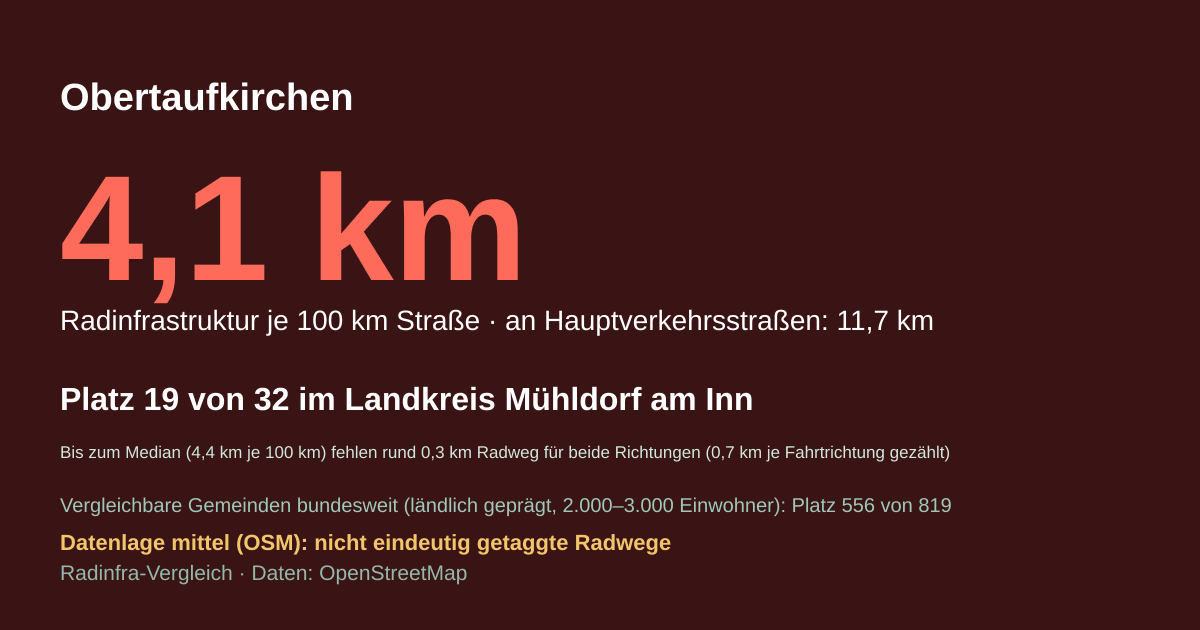 Obertaufkirchen
4,1 km
Radinfrastruktur je 100 km Straße · an Hauptverkehrsstraßen: 11,7 km
Platz 19 von 32 im Landkreis Mühldorf am Inn
Bis zum Median (4,4 km je 100 km) fehlen rund 0,3 km Radweg für beide Richtungen (0,7 km je Fahrtrichtung gezählt)
Vergleichbare Gemeinden bundesweit (ländlich geprägt, 2.000–3.000 Einwohner): Platz 556 von 819
Datenlage mittel (OSM): nicht eindeutig getaggte Radwege
Radinfra-Vergleich · Daten: OpenStreetMap